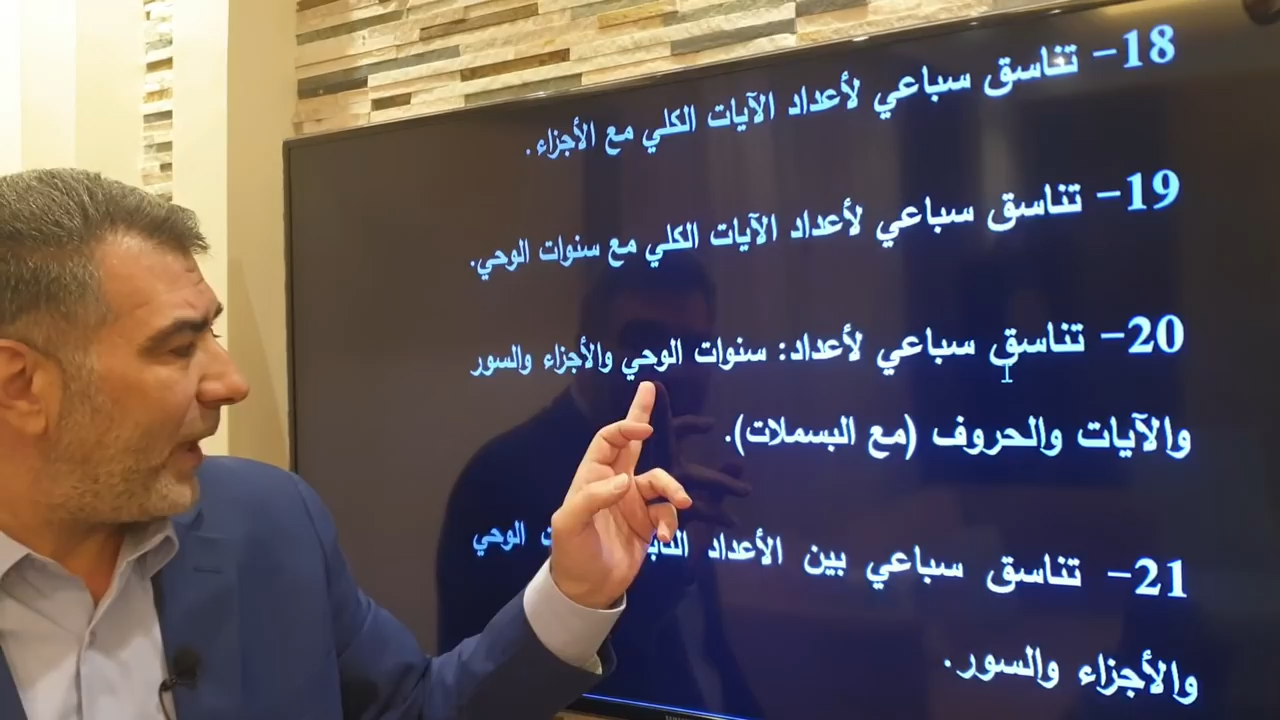 18- تناسق سباعي لأعداد الآيات الكلي مع الأجزاء.
19- تناسق سباعي لأعداد الآيات الكلي مع سنوات الوحي.
20- تناسق سباعي لأعداد: سنوات الوحي والأجزاء والسور
والآيات والحروف (مع البسملات).
21- تناسق سباعي بين الأعداد الوحي
والأجزاء والسور.